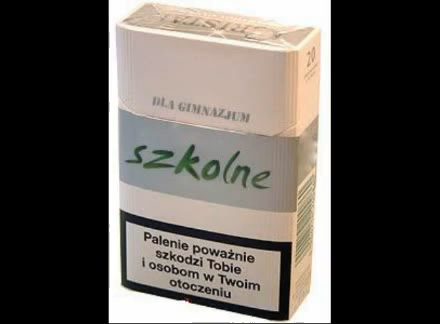 20
DLA GIMNAZJUM
szkolne
Palenie poważnie
szkodzi Tobie
i osobom w Twoim
otoczeniu